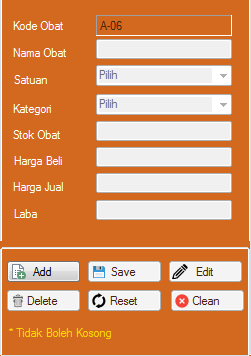 Kode Obat A-06
Nama Obat
Satuan Pilih
Kategori Pilih
Stok Obat
Harga Beli
Harga Jual
Laba
Add Save Edit
Delete Reset Clean
* Tidak Boleh Kosong